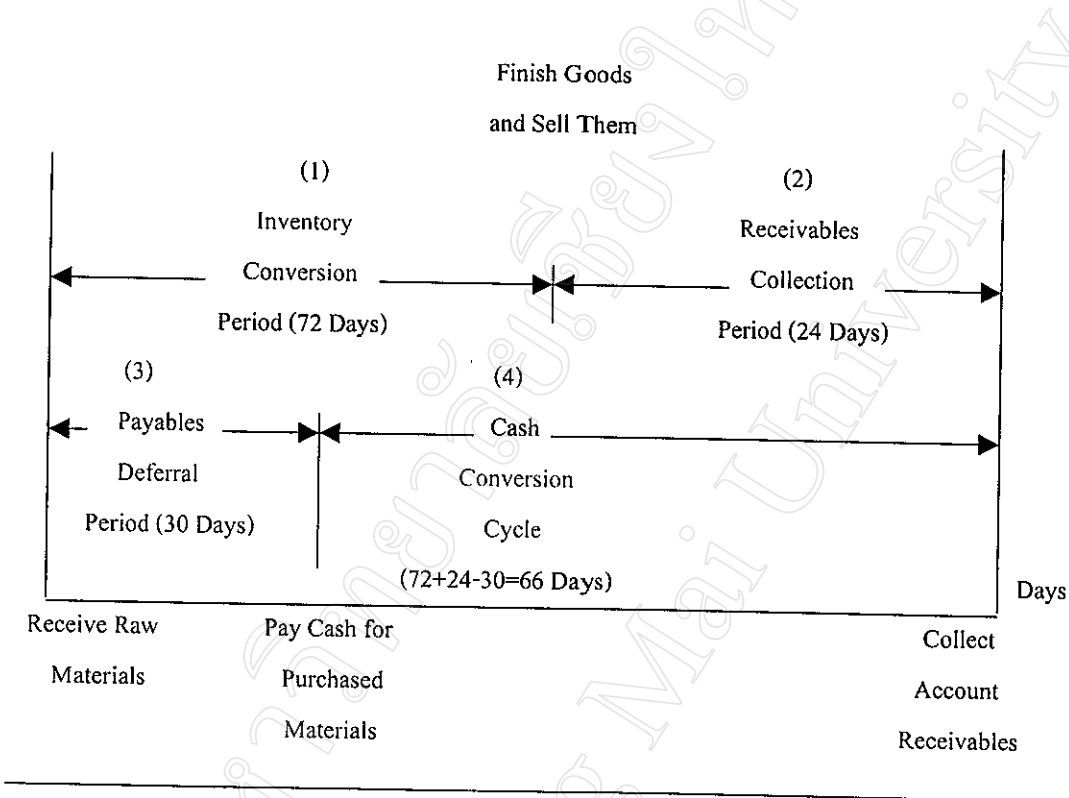 Finish Goods
and Sell Them
(1)
Inventory
Conversion
Period (72 Days)
(2)
Receivables
Collection
Period (24 Days)
(3)
Payables
Deferral
Period (30 Days)
(4)
Cash
Conversion
Cycle
(72+24-30=66 Days)
Days
Receive Raw
Materials
Pay Cash for
Purchased
Materials
Collect
Account
Receivables
Mai University